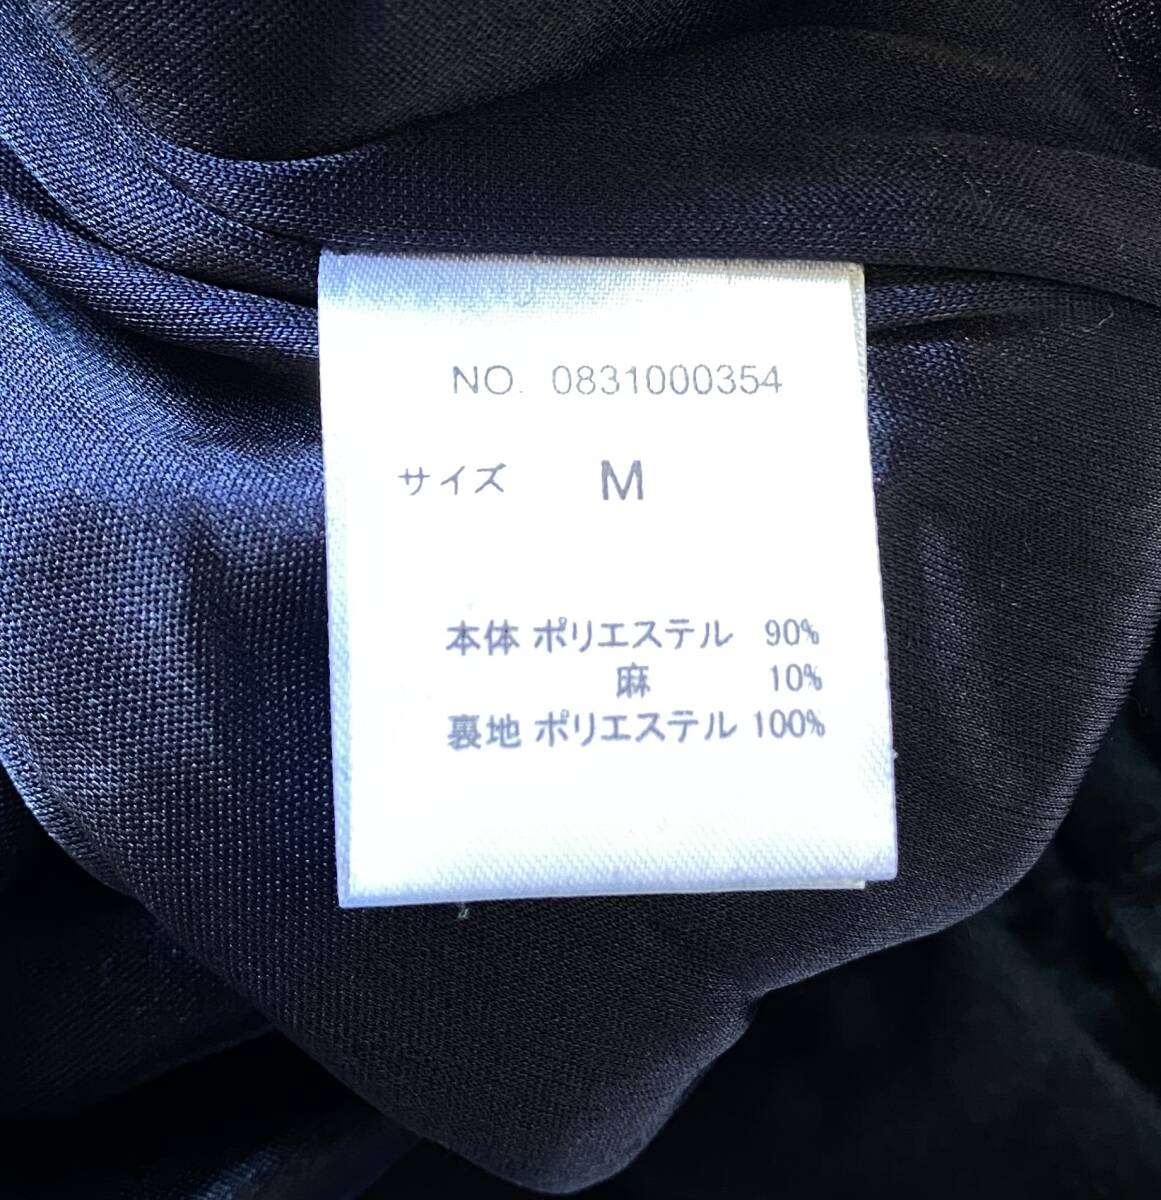 NO. 0831000354
サイズ M
本体 ポリエステル 90%
麻 10%
裏地 ポリエステル 100%